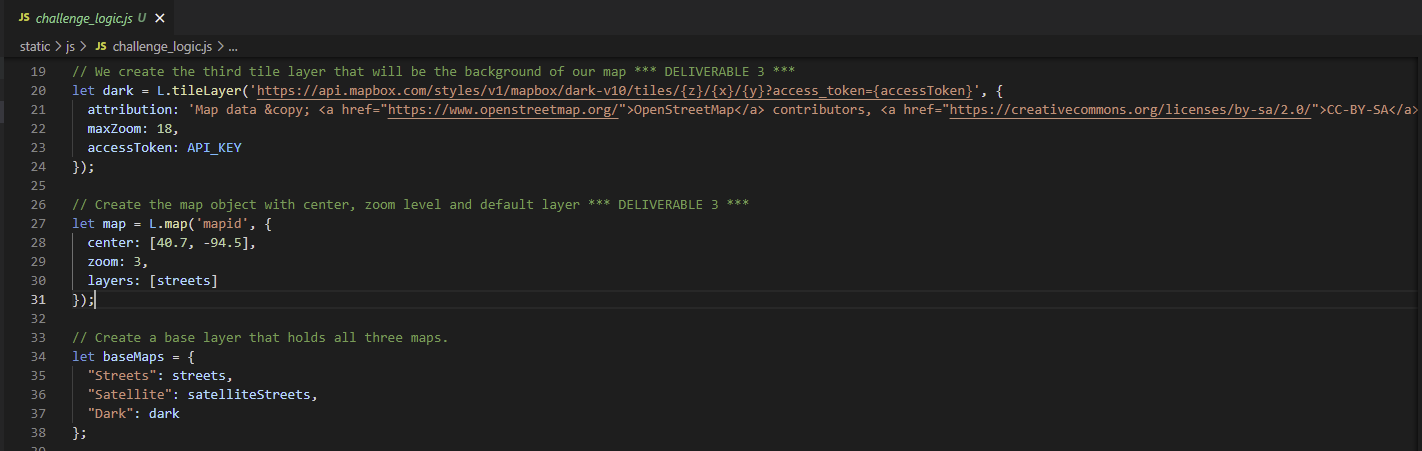 JS challenge_logic.js U ×
static > js > JS challenge_logic.js > ...
19 // We create the third tile layer that will be the background of our map *** DELIVERABLE 3 ***
20 let dark = L.tileLayer('https://api.mapbox.com/styles/v1/mapbox/dark-v10/tiles/{z}/{x}/{y}?access_token={accessToken}', {
21 attribution: 'Map data &copy; <a href="https://www.openstreetmap.org/">OpenStreetMap</a> contributors, <a href="https://creativecommons.org/licenses/by-sa/2.0/">CC-BY-SA</a>
22 maxZoom: 18,
23 accessToken: API_KEY
24 });
25
26 // Create the map object with center, zoom level and default layer *** DELIVERABLE 3 ***
27 let map = L.map('mapid', {
28 center: [40.7, -94.5],
29 zoom: 3,
30 layers: [streets]
31 });
32
33 // Create a base layer that holds all three maps.
34 let baseMaps = {
35 "Streets": streets,
36 "Satellite": satelliteStreets,
37 "Dark": dark
38 };